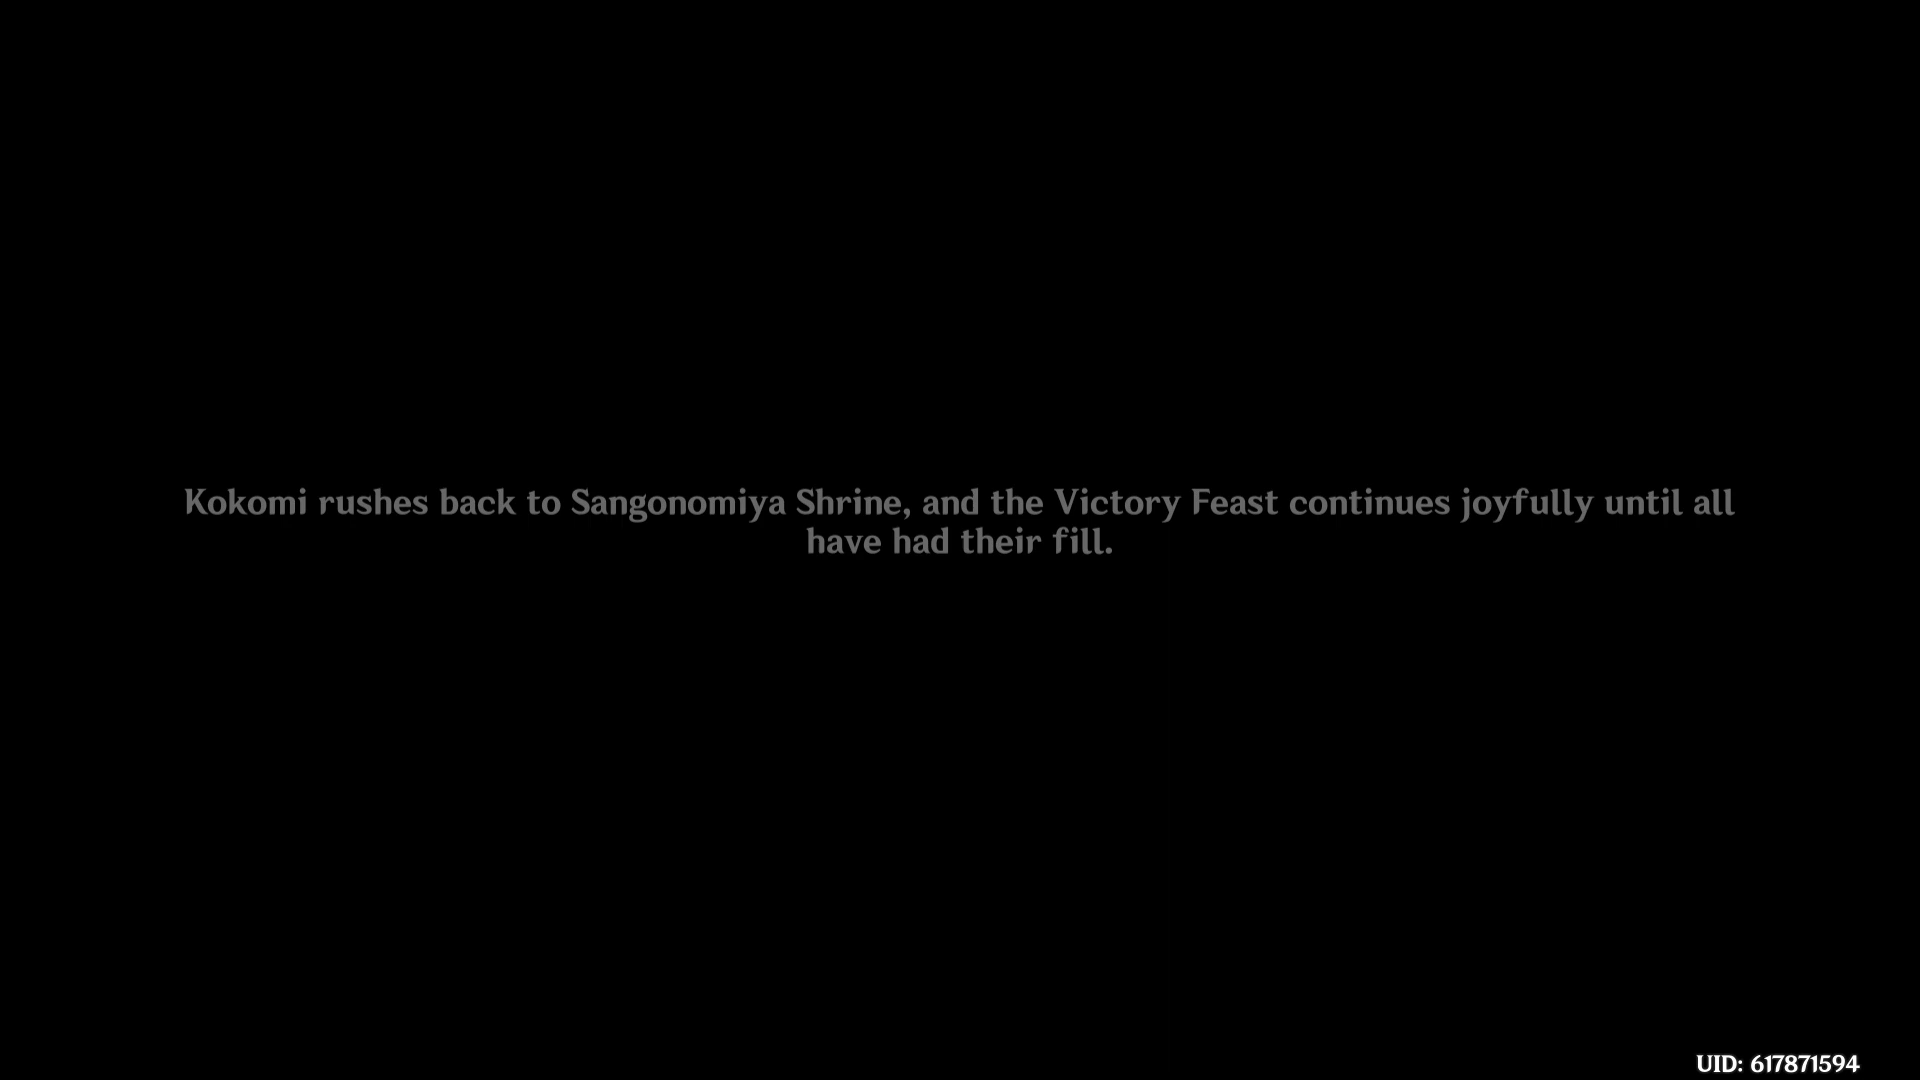 Kokomi rushes back to Sangonomiya Shrine, and the Victory Feast continues joyfully until all
have had their fill.
UID: 617871594